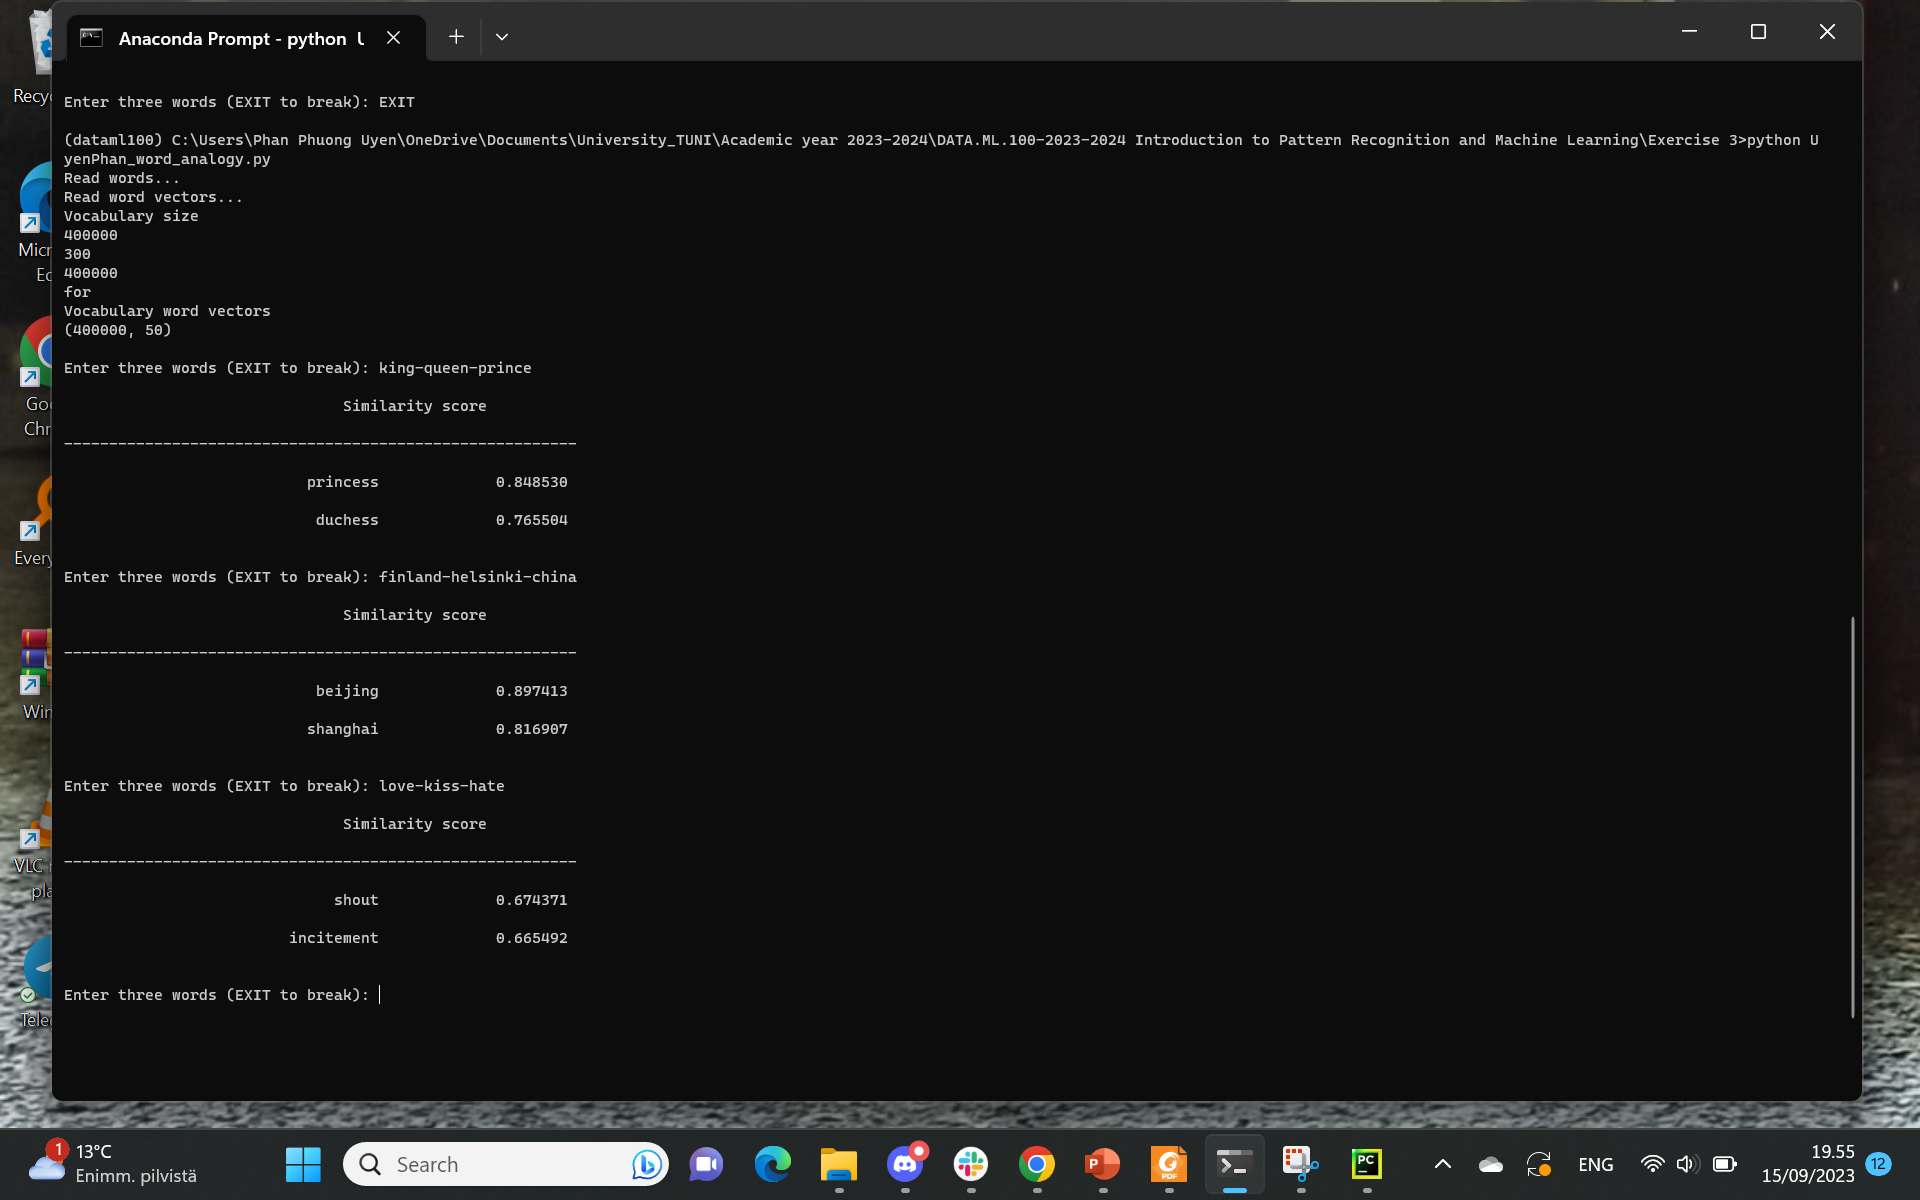 Anaconda Prompt - python U
Recy
Enter three words (EXIT to break): EXIT
(dataml100) C:\Users\Phan Phuong Uyen\OneDrive\Documents\University_TUNI\Academic year 2023-2024\DATA.ML.100-2023-2024 Introduction to Pattern Recognition and Machine Learning\Exercise 3>python U
yenPhan_word_analogy.py
Read words...
Read word vectors...
Vocabulary size
400000
300
400000
for
Vocabulary word vectors
(400000, 50)
Enter three words (EXIT to break): king-queen-prince
Similarity score
---------------------------------------------------------
princess 0.848530
duchess 0.765504
Enter three words (EXIT to break): finland-helsinki-china
Similarity score
---------------------------------------------------------
beijing 0.897413
shanghai 0.816907
Enter three words (EXIT to break): love-kiss-hate
Similarity score
---------------------------------------------------------
shout 0.674371
incitement 0.665492
Enter three words (EXIT to break):
Micr
Ed
Goo
Chr
Every
Win
VLC
pla
Tele
1
13°C
Enimm. pilvistä
Search
P
PDF
PC
ENG
19.55
15/09/2023
12